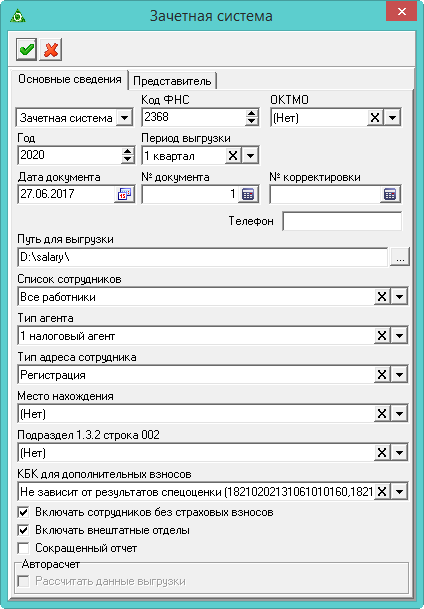 Зачетная система
Основные сведения Представитель
Код ФНС ОКТМО
Зачетная система 2368 (Нет)
Год Период выгрузки
2020 1 квартал
Дата документа № документа № корректировки
27.06.2017 1
Телефон
Путь для выгрузки
D:\salary\ ...
Список сотрудников
Все работники
Тип агента
1 налоговый агент
Тип адреса сотрудника
Регистрация
Место нахождения
(Нет)
Подраздел 1.3.2 строка 002
(Нет)
КБК для дополнительных взносов
Не зависит от результатов спецоценки (18210202131061010160,1821
Включать сотрудников без страховых взносов
Включать внештатные отделы
Сокращенный отчет
Авторасчет
Рассчитать данные выгрузки